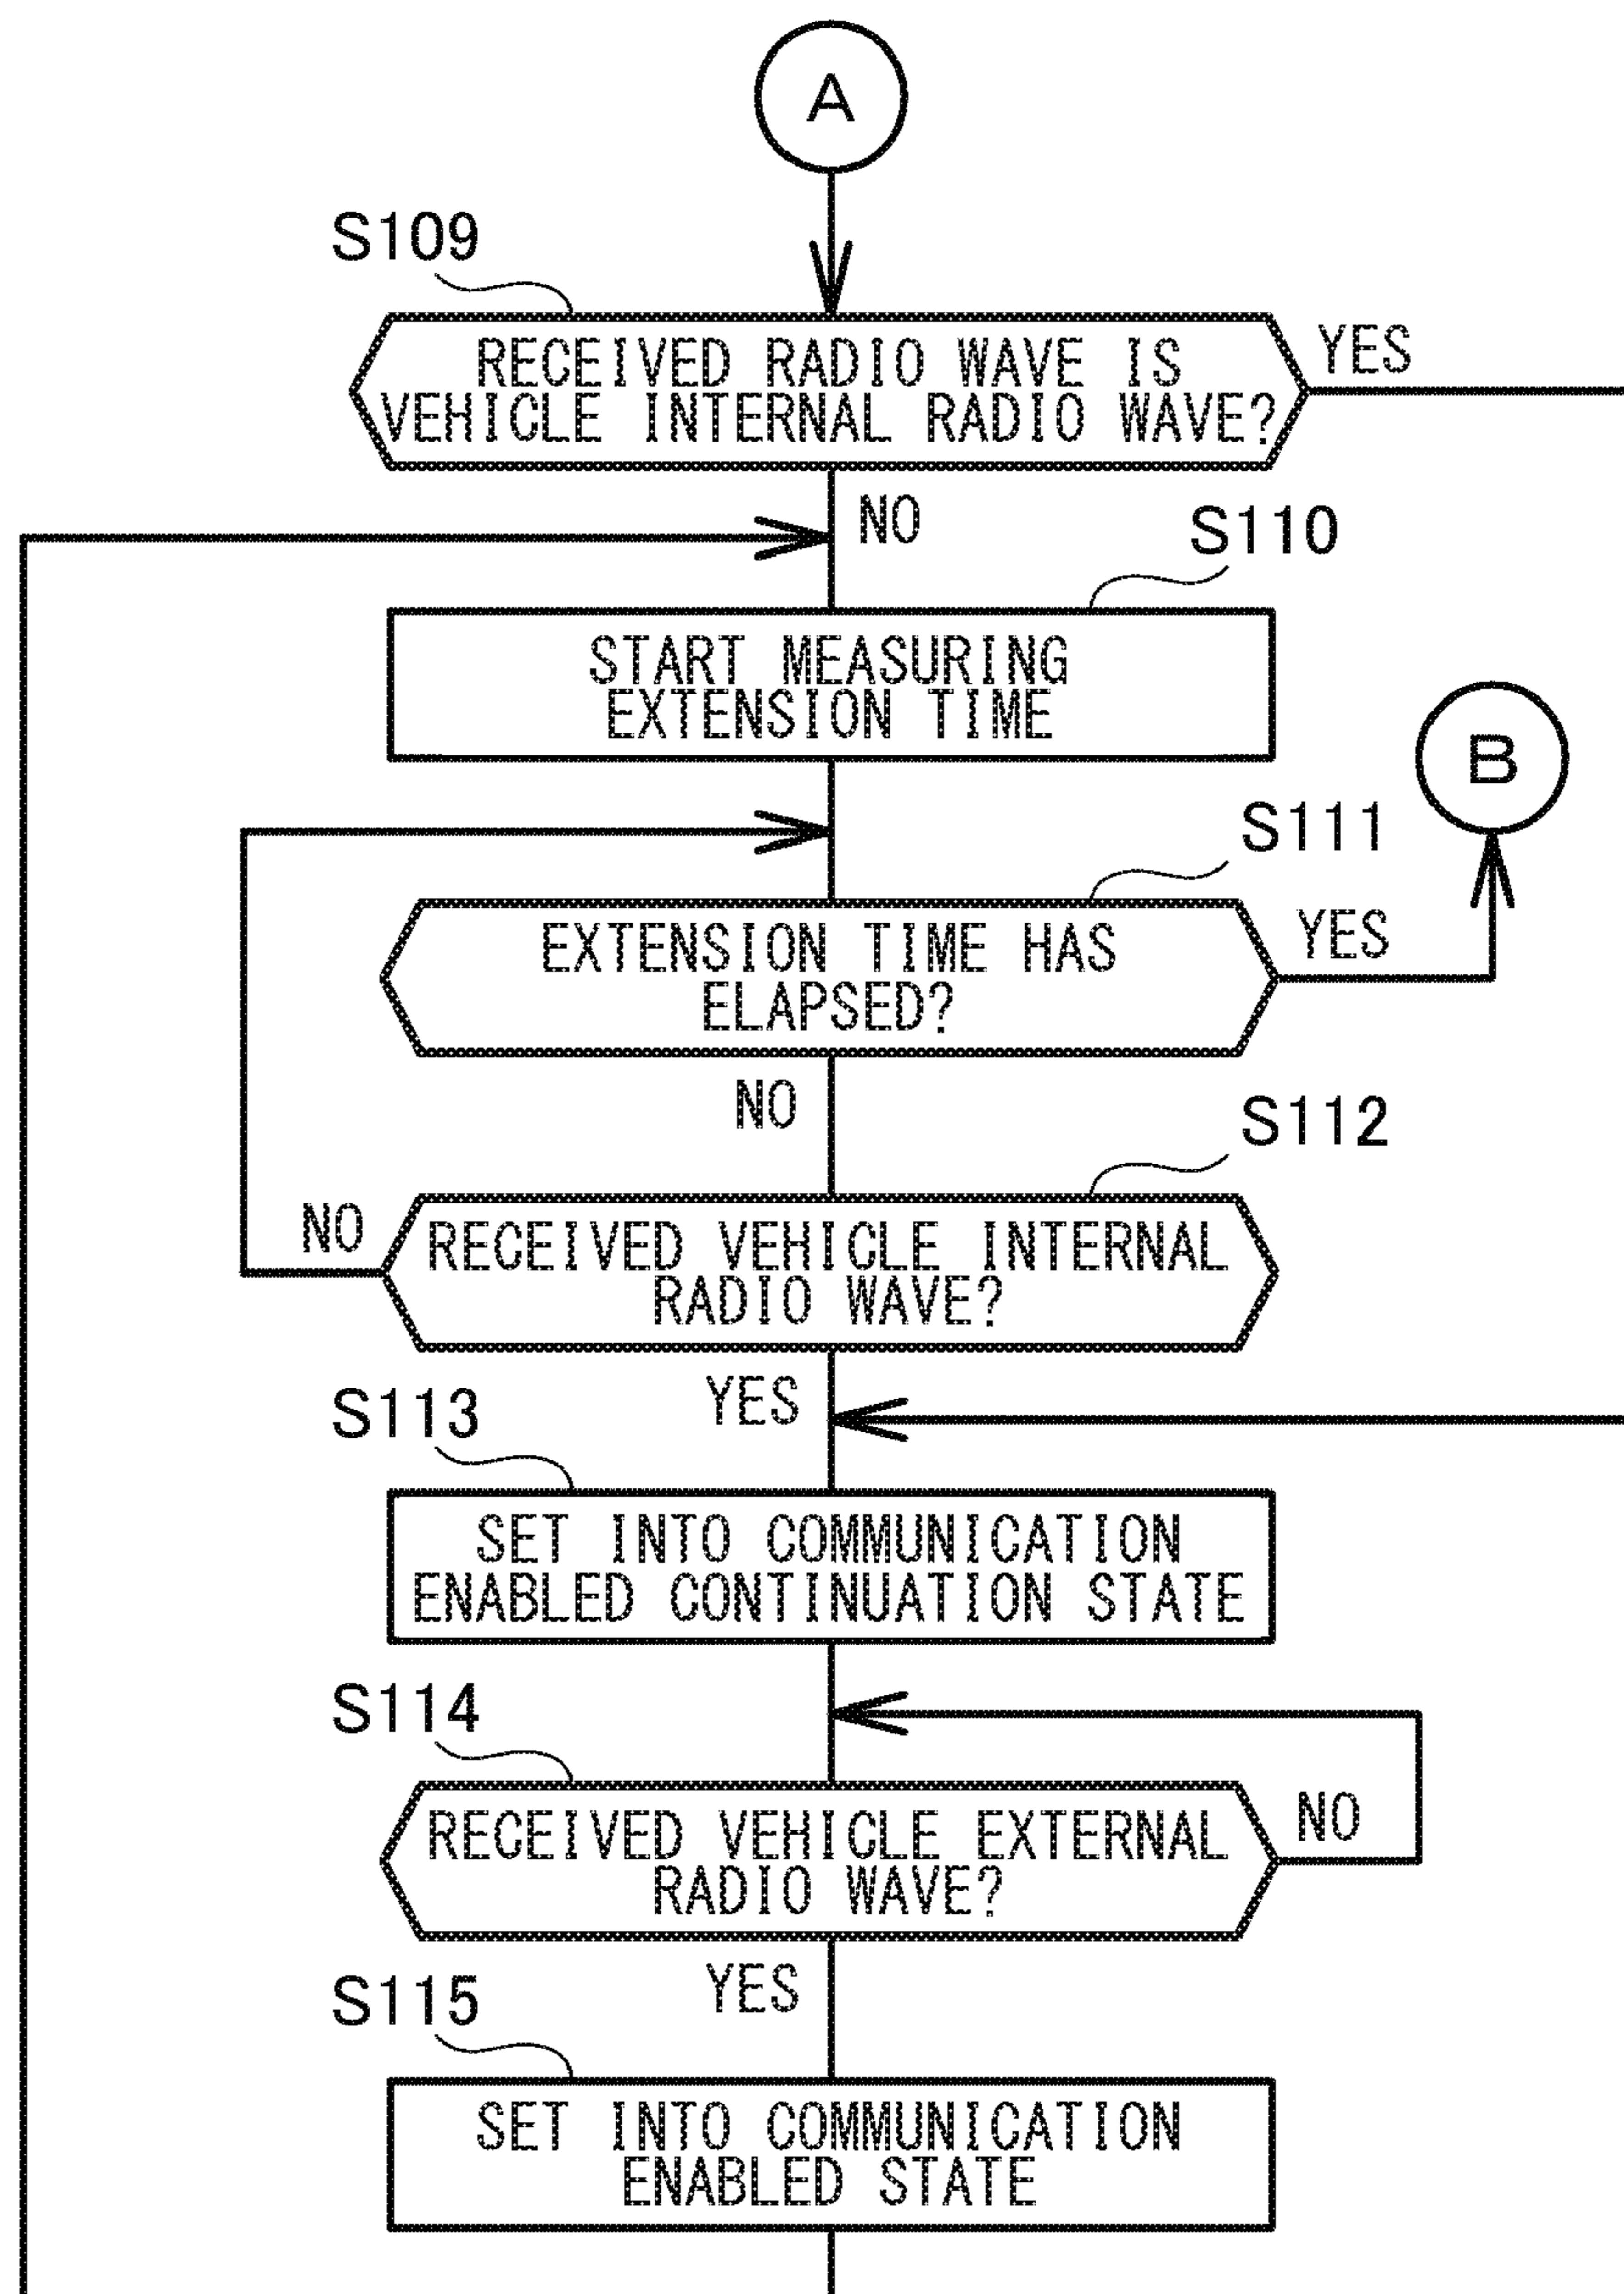 A
S109
RECEIVED RADIO WAVE IS
VEHICLE INTERNAL RADIO WAVE?
YES
NO
S110
START MEASURING
EXTENSION TIME
B
S111
EXTENSION TIME HAS
ELAPSED?
YES
NO
S112
RECEIVED VEHICLE INTERNAL
RADIO WAVE?
NO
YES
S113
SET INTO COMMUNICATION
ENABLED CONTINUATION STATE
S114
RECEIVED VEHICLE EXTERNAL
RADIO WAVE?
NO
YES
S115
SET INTO COMMUNICATION
ENABLED STATE